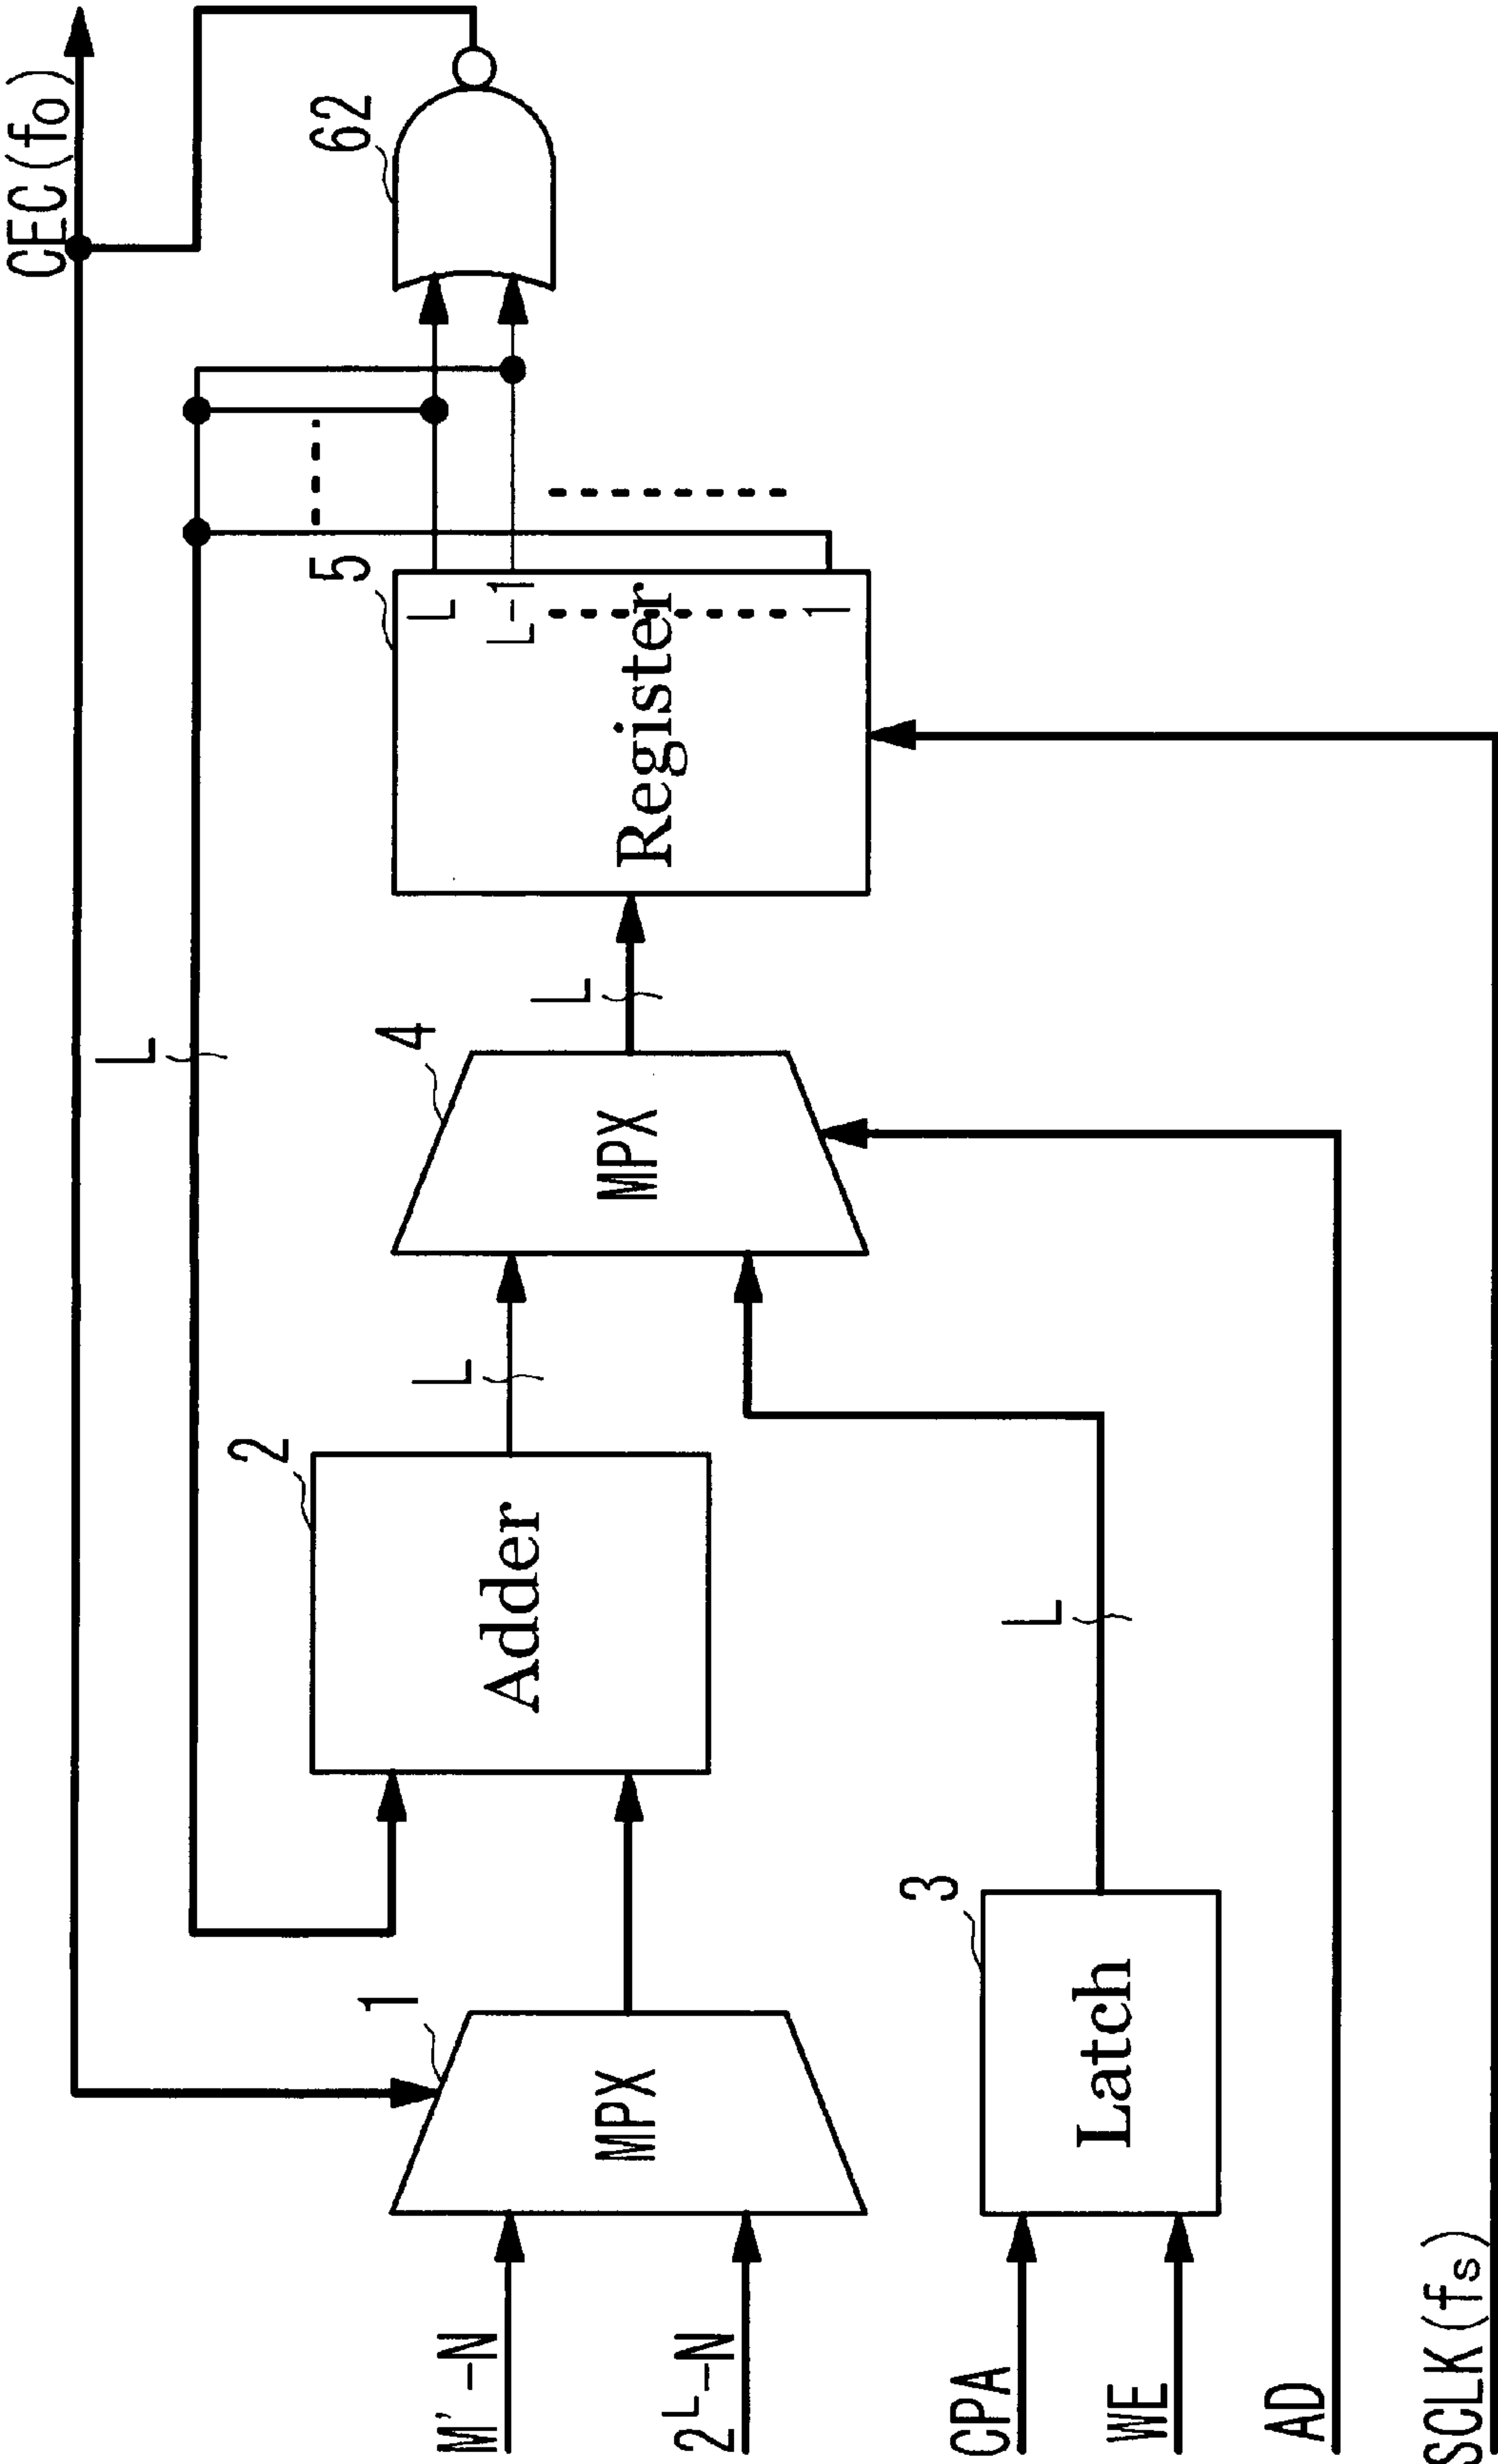 CEC(fo)
62
L
5
L
L-1
1
Register
L
4
MPX
L
2
Adder
L
1
MPX
3
Latch
M'-N
2^L-N
CPA
WE
AD
SCLK(fs)